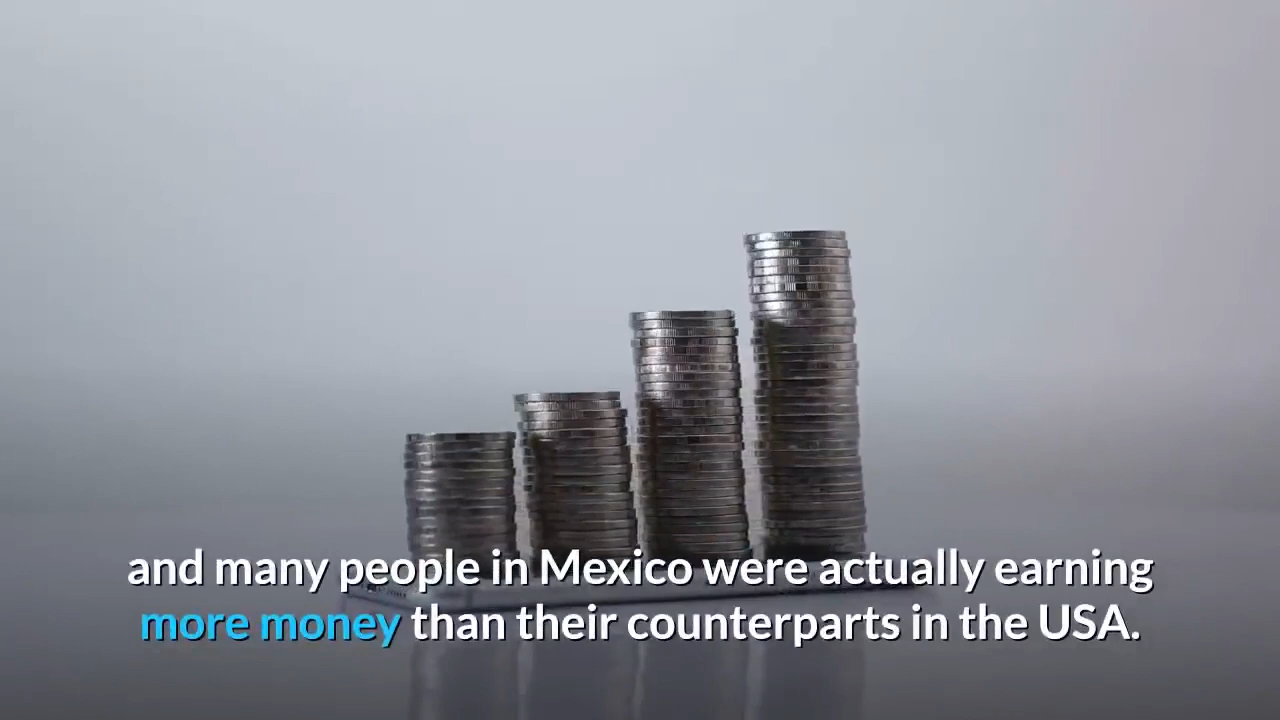 and many people in Mexico were actually earning
more money than their counterparts in the USA.